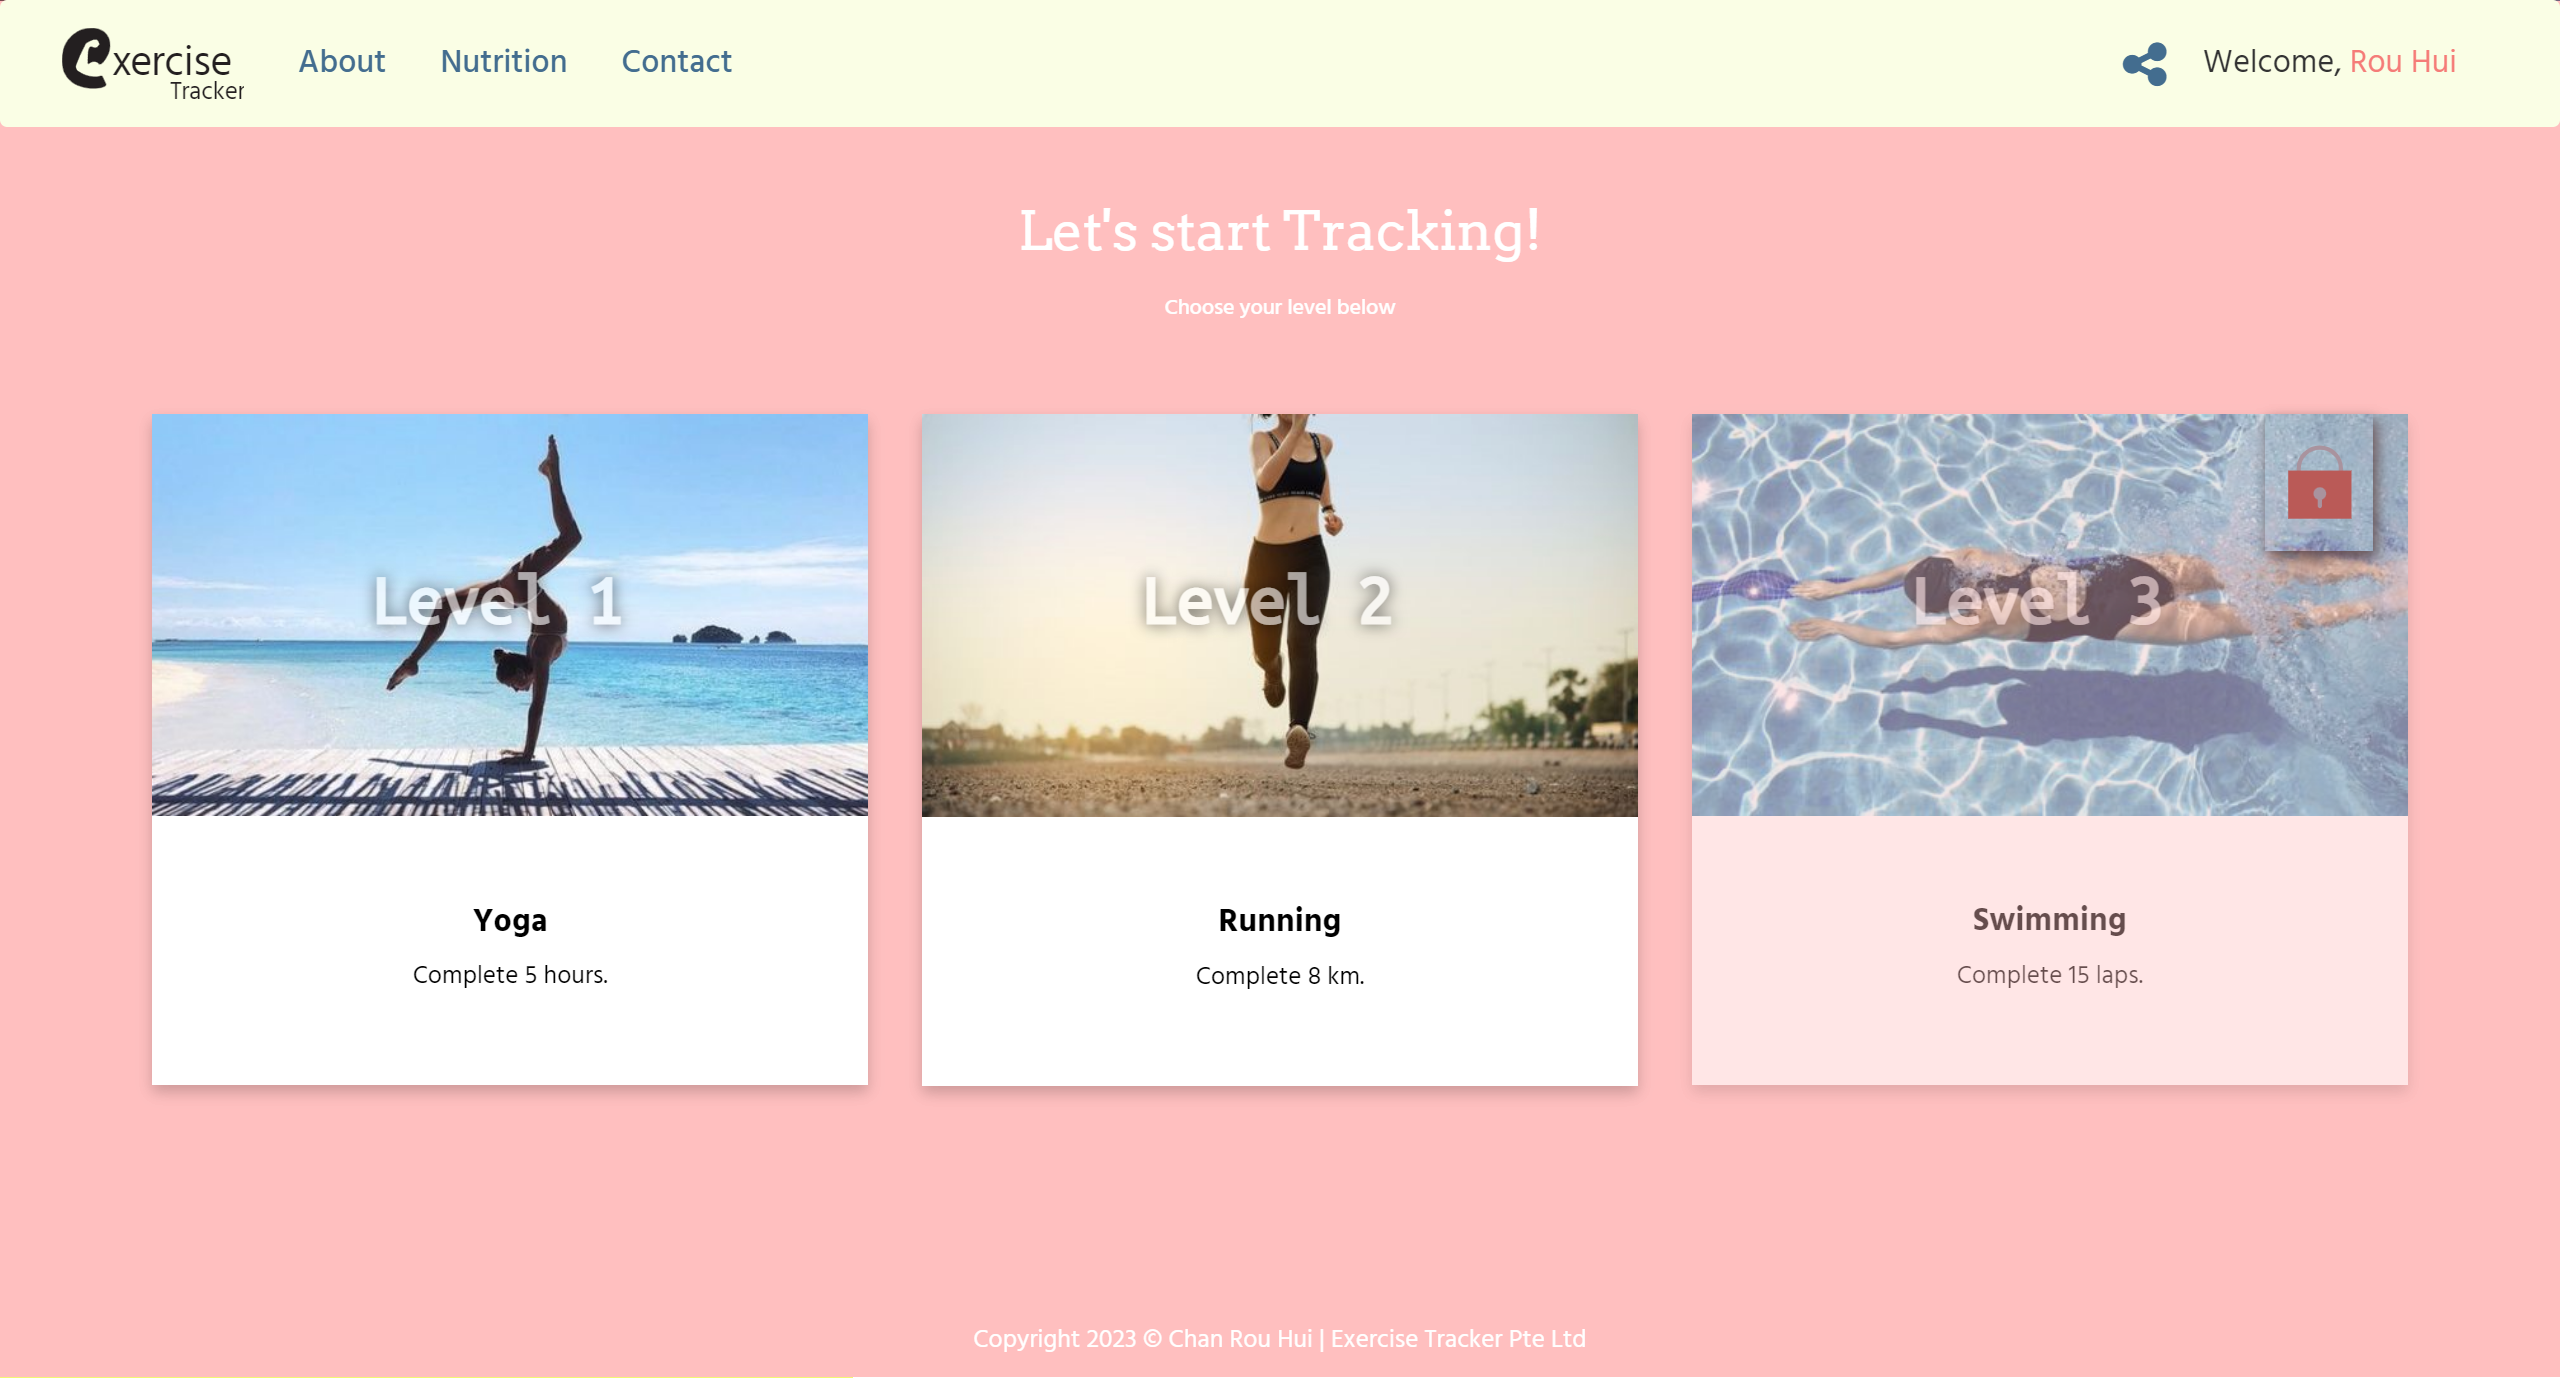 Exercise
Tracker
About
Nutrition
Contact
Welcome, Rou Hui
Let's start Tracking!
Choose your level below
Level 1
Yoga
Complete 5 hours.
Level 2
Running
Complete 8 km.
Level 3
Swimming
Complete 15 laps.
Copyright 2023 © Chan Rou Hui | Exercise Tracker Pte Ltd